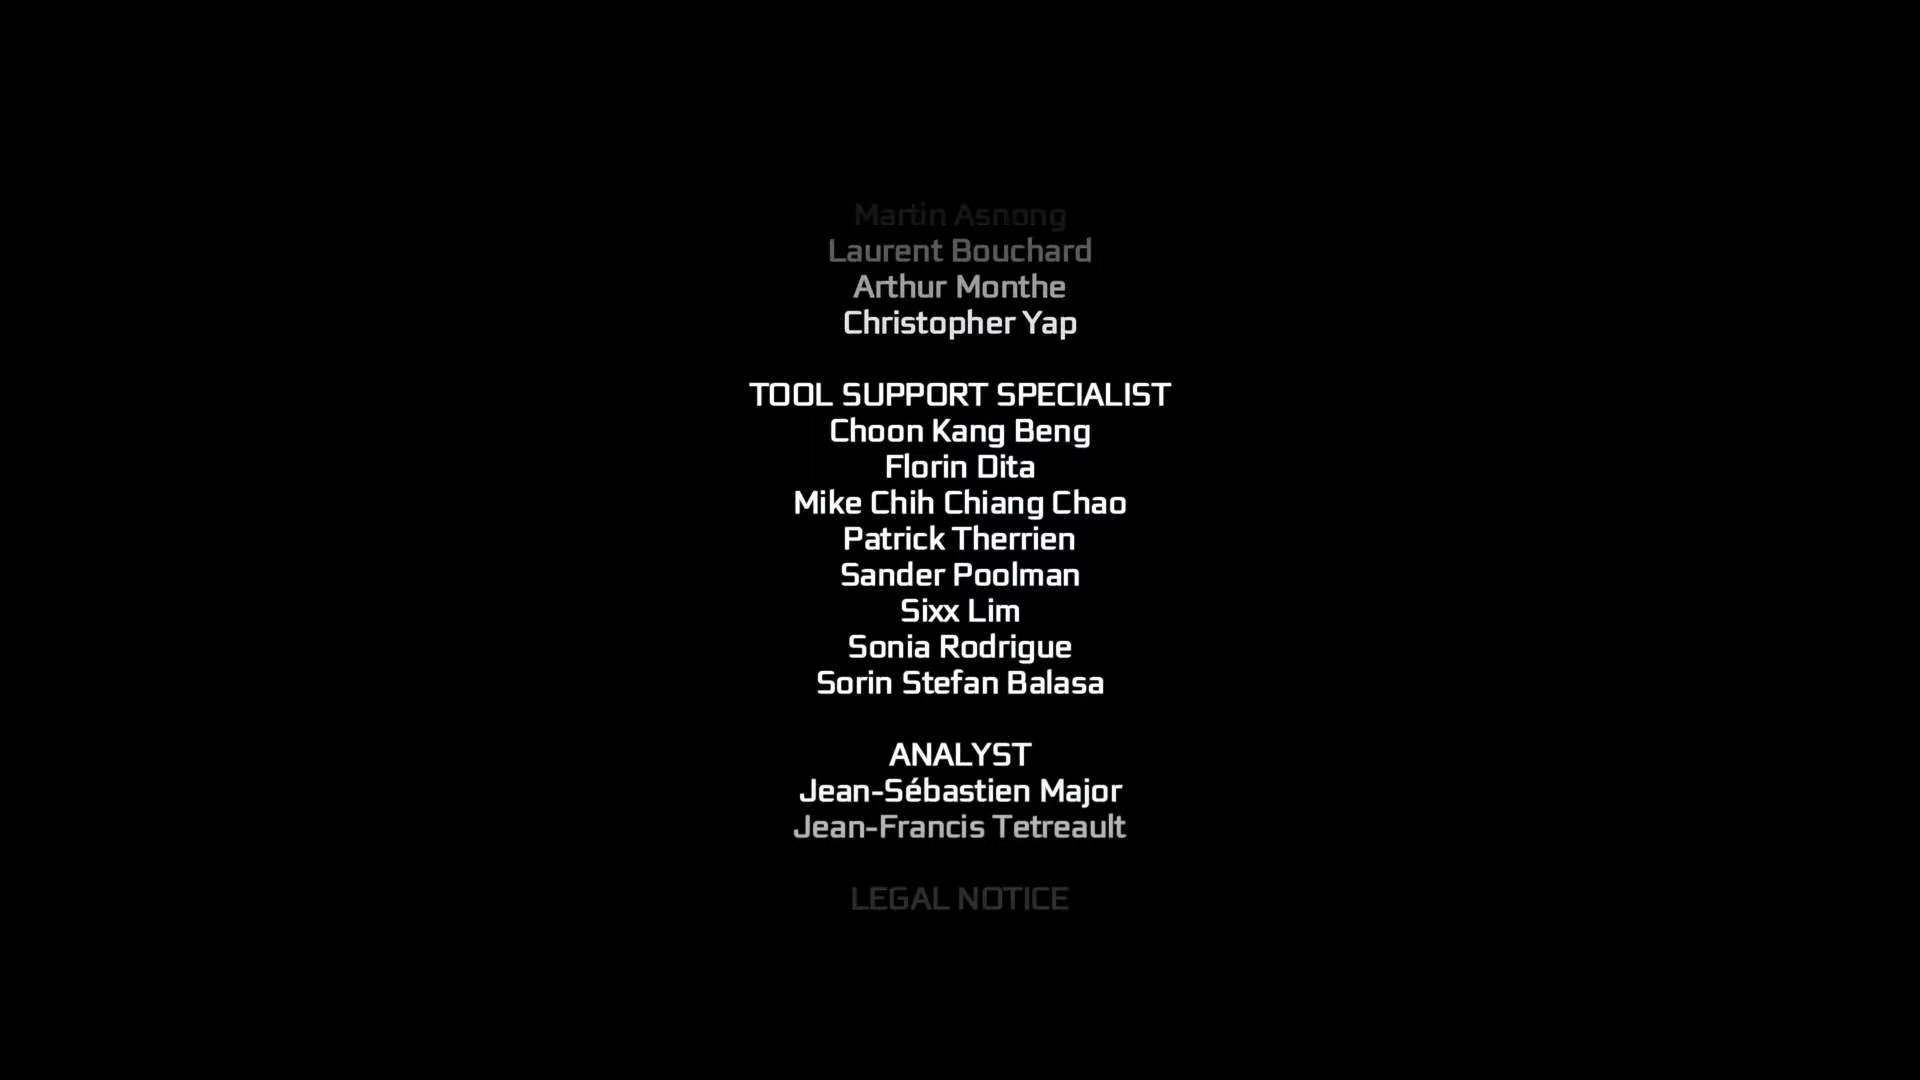 Martin Asnong
Laurent Bouchard
Arthur Monthe
Christopher Yap
TOOL SUPPORT SPECIALIST
Choon Kang Beng
Florin Dita
Mike Chih Chiang Chao
Patrick Therrien
Sander Poolman
Sixx Lim
Sonia Rodrigue
Sorin Stefan Balasa
ANALYST
Jean-Sébastien Major
Jean-Francis Tetreault
LEGAL NOTICE